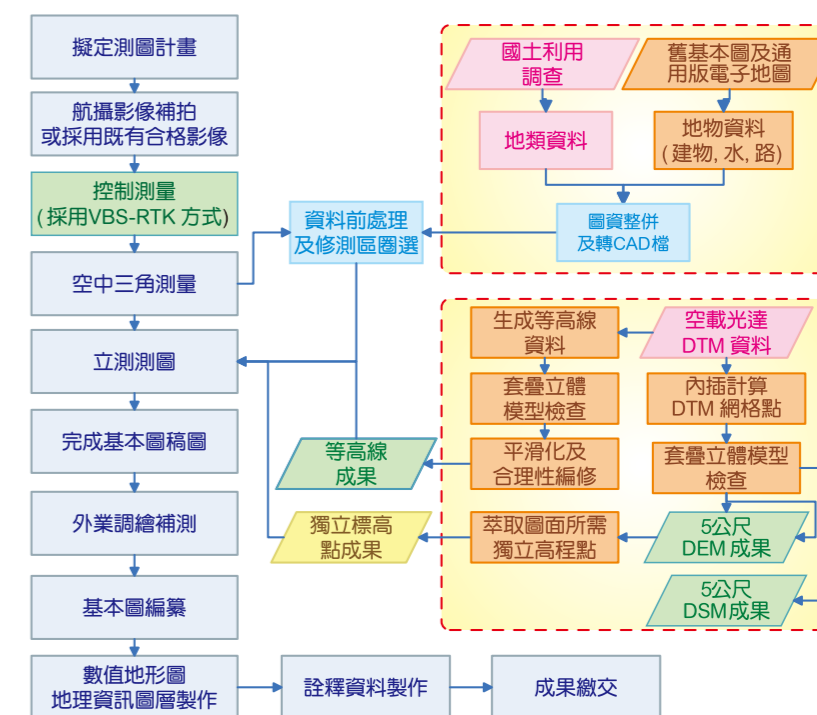 擬定測圖計畫
航攝影像補拍
或採用既有合格影像
控制測量
(採用VBS-RTK 方式)
空中三角測量
立測測圖
完成基本圖稿圖
外業調繪補測
基本圖編纂
數值地形圖
地理資訊圖層製作
詮釋資料製作
成果繳交
資料前處理
及修測區圈選
國土利用
調查
舊基本圖及通
用版電子地圖
地類資料
地物資料
(建物, 水, 路)
圖資整併
及轉CAD檔
生成等高線
資料
空載光達
DTM 資料
套疊立體
模型檢查
內插計算
DTM 網格點
等高線
成果
平滑化及
合理性編修
套疊立體模型
檢查
獨立標高
點成果
萃取圖面所需
獨立高程點
5公尺
DEM 成果
5公尺
DSM成果